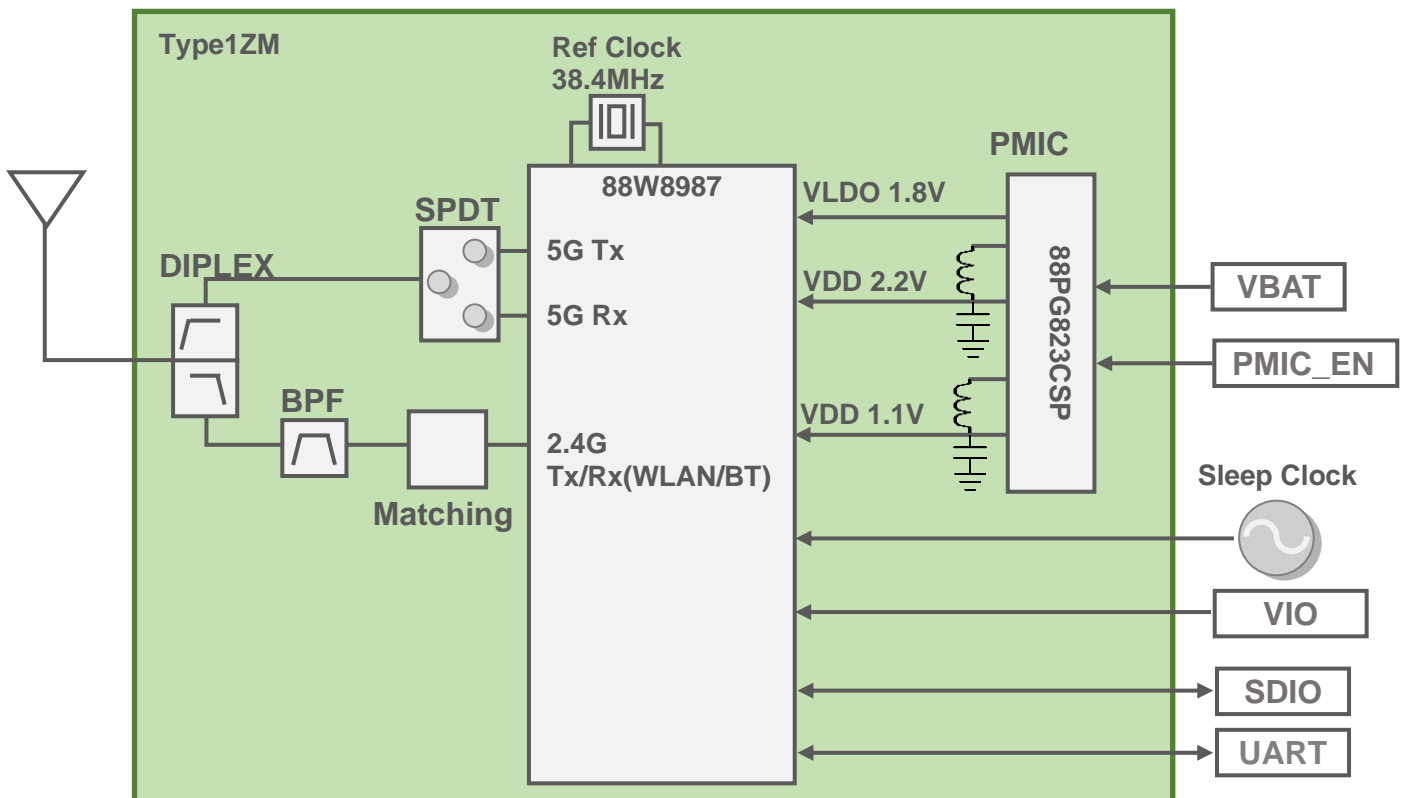 Type1ZM
Ref Clock
38.4MHz
PMIC
88W8987
VLDO 1.8V
SPDT
5G Tx
DIPLEX
VDD 2.2V
88PG823CSP
VBAT
5G Rx
PMIC_EN
BPF
VDD 1.1V
2.4G
Tx/Rx(WLAN/BT)
Sleep Clock
Matching
VIO
SDIO
UART